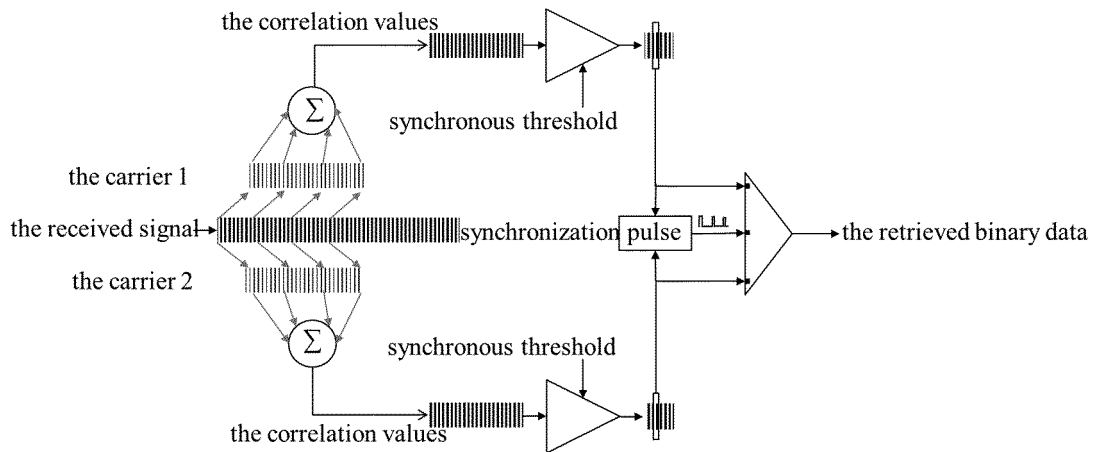 the correlation values
Σ
synchronous threshold
the carrier 1
the received signal
synchronization pulse
the retrieved binary data
the carrier 2
Σ
synchronous threshold
the correlation values